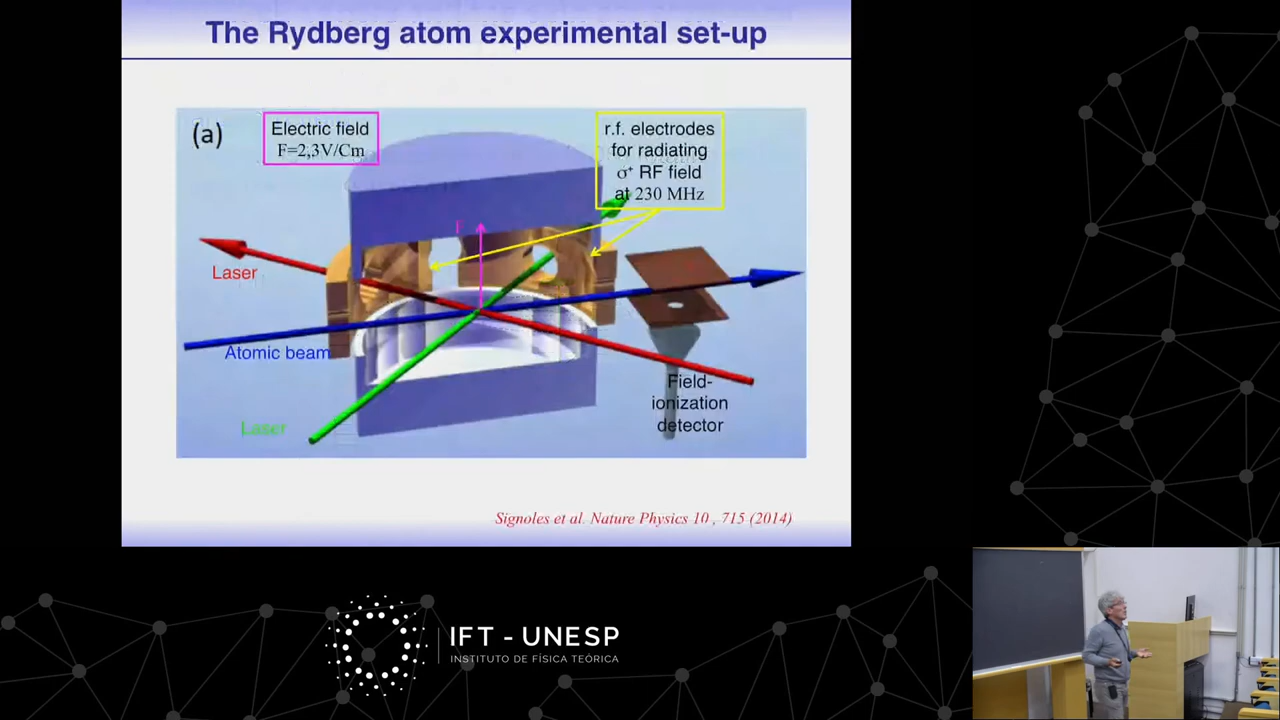 The Rydberg atom experimental set-up
(a)
Electric field
F=2,3V/Cm
r.f. electrodes
for radiating
σ⁺ RF field
at 230 MHz
F
Laser
Atomic beam
Laser
Field-
ionization
detector
Signoles et al. Nature Physics 10 , 715 (2014)
IFT - UNESP
INSTITUTO DE FÍSICA TEÓRICA